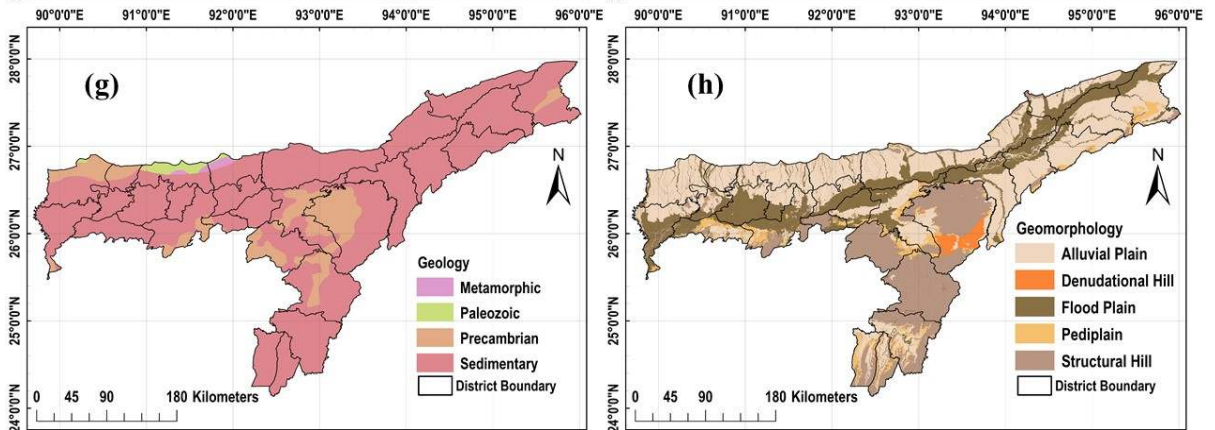 90°0'0"E 91°0'0"E 92°0'0"E 93°0'0"E 94°0'0"E 95°0'0"E 96°0'0"E
28°0'0"N
27°0'0"N
26°0'0"N
25°0'0"N
24°0'0"N
(g)
N
Geology
Metamorphic
Paleozoic
Precambrian
Sedimentary
District Boundary
0 45 90 180 Kilometers
90°0'0"E 91°0'0"E 92°0'0"E 93°0'0"E 94°0'0"E 95°0'0"E 96°0'0"E
28°0'0"N
27°0'0"N
26°0'0"N
25°0'0"N
24°0'0"N
(h)
N
Geomorphology
Alluvial Plain
Denudational Hill
Flood Plain
Pediplain
Structural Hill
District Boundary
0 45 90 180 Kilometers